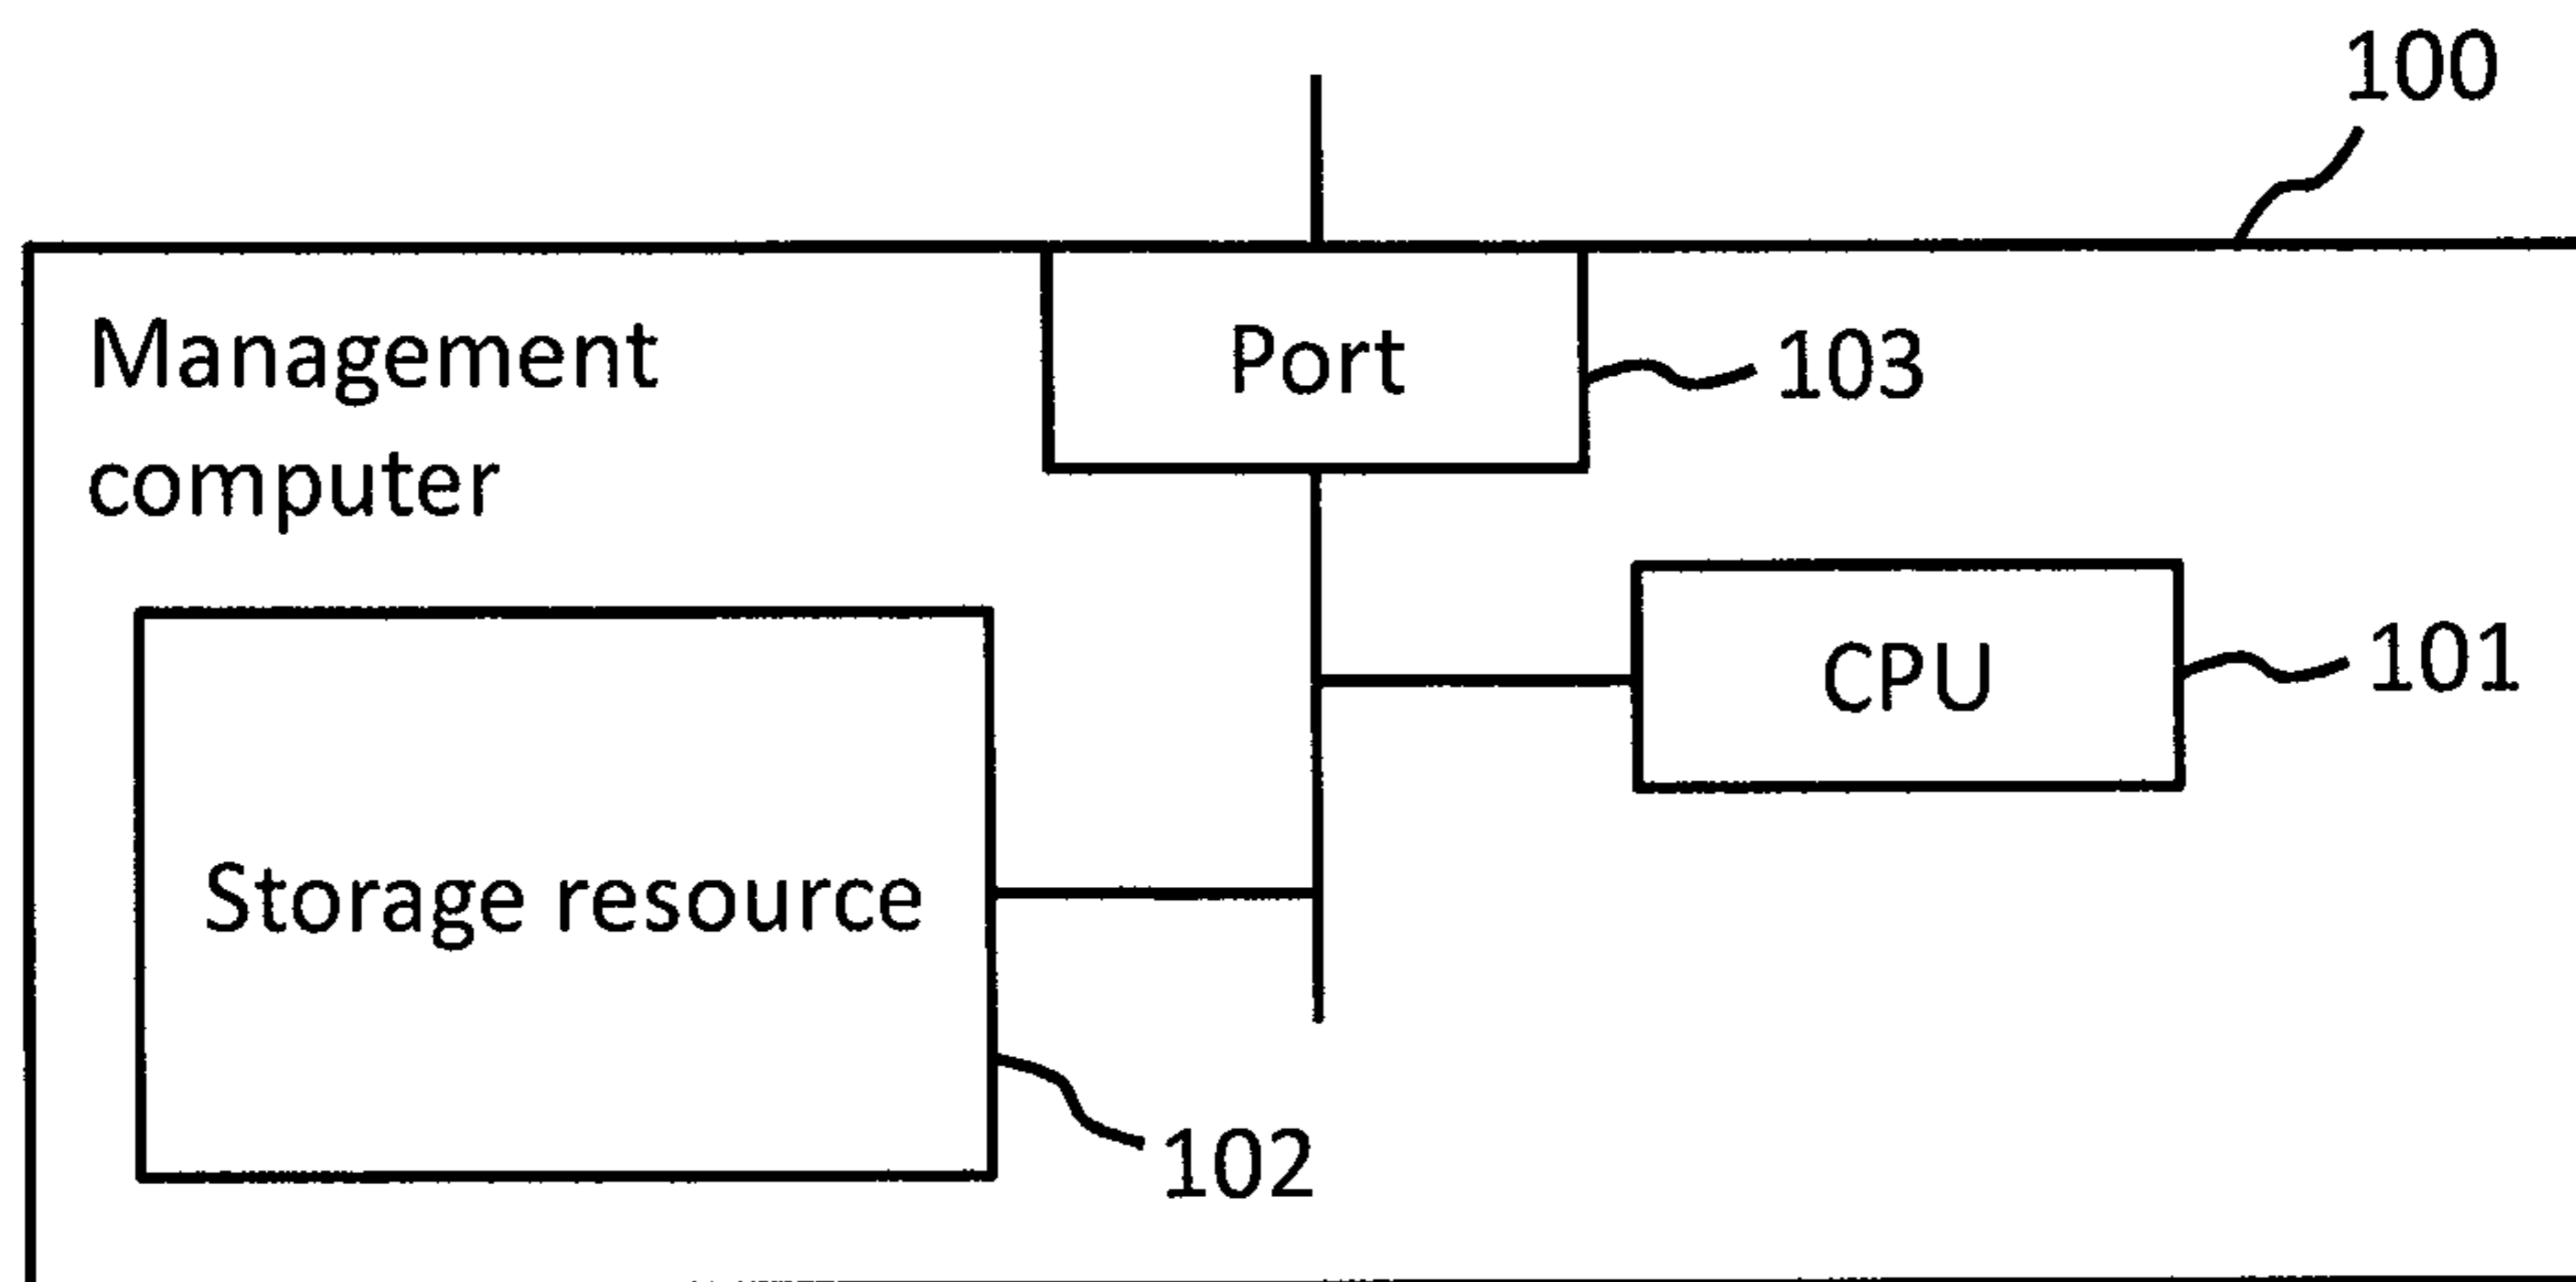 100
Management
computer
Port
103
CPU
101
Storage resource
102